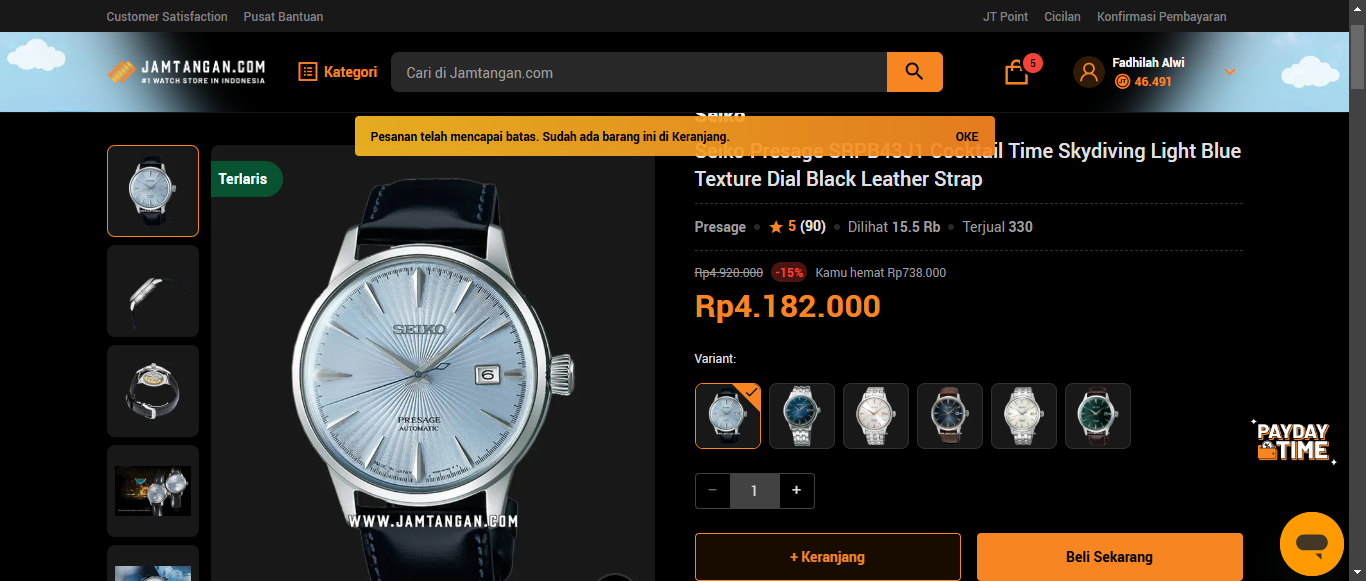 Customer Satisfaction Pusat Bantuan JT Point Cicilan Konfirmasi Pembayaran
JAMTANGAN.COM
#1 WATCH STORE IN INDONESIA
Kategori
Cari di Jamtangan.com
5
Fadhilah Alwi
46.491
Pesanan telah mencapai batas. Sudah ada barang ini di Keranjang. OKE
Terlaris
SEIKO
6
PRESAGE
AUTOMATIC
WWW.JAMTANGAN.COM
Seiko
Seiko Presage SRPB43J1 Cocktail Time Skydiving Light Blue
Texture Dial Black Leather Strap
Presage 5 (90) Dilihat 15.5 Rb Terjual 330
Rp4.920.000 -15% Kamu hemat Rp738.000
Rp4.182.000
Variant:
− 1 +
+ Keranjang Beli Sekarang
PAYDAY
TIME